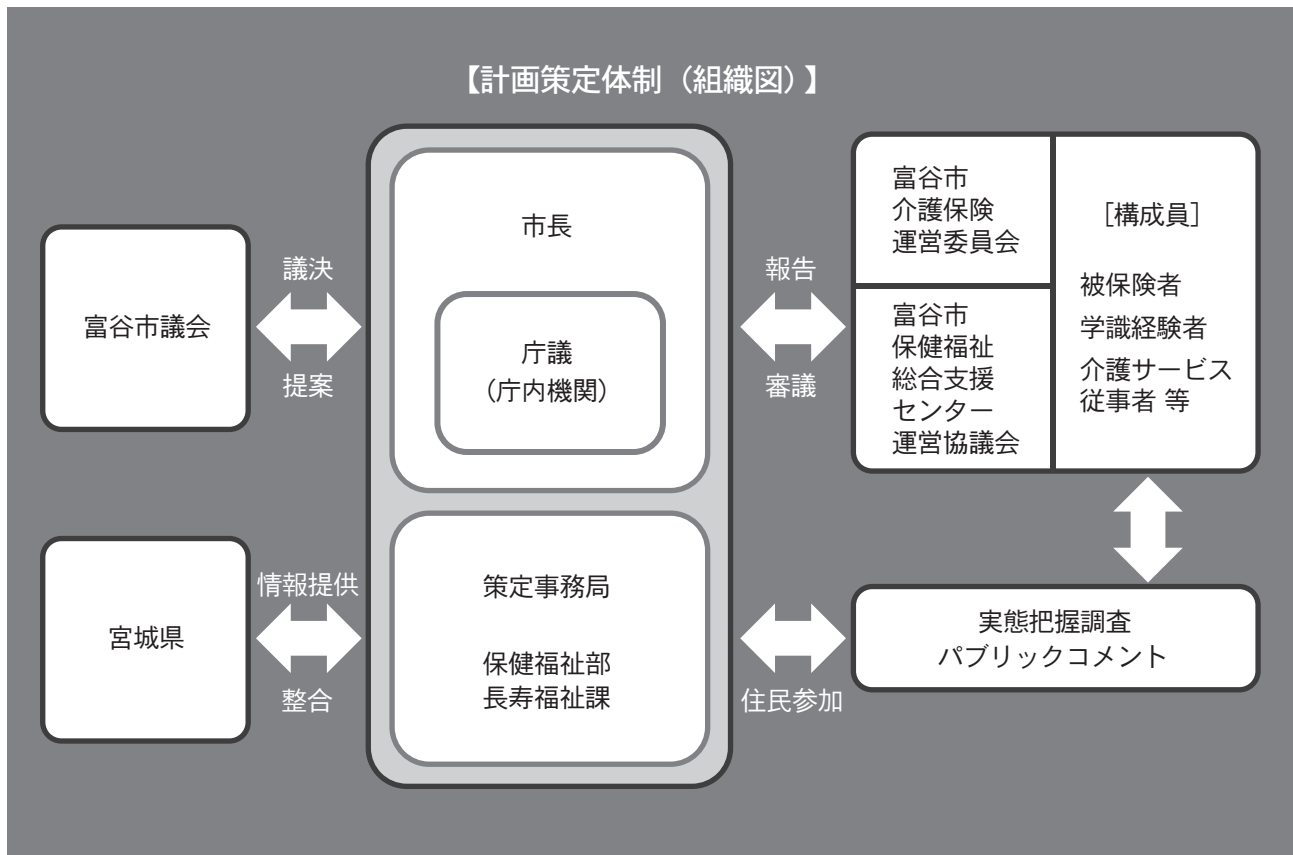 【計画策定体制（組織図）】
富谷市議会
議決
提案
市長
庁議
（庁内機関）
報告
審議
富谷市
介護保険
運営委員会
富谷市
保健福祉
総合支援
センター
運営協議会
［構成員］
被保険者
学識経験者
介護サービス
従事者 等
宮城県
情報提供
整合
策定事務局
保健福祉部
長寿福祉課
住民参加
実態把握調査
パブリックコメント